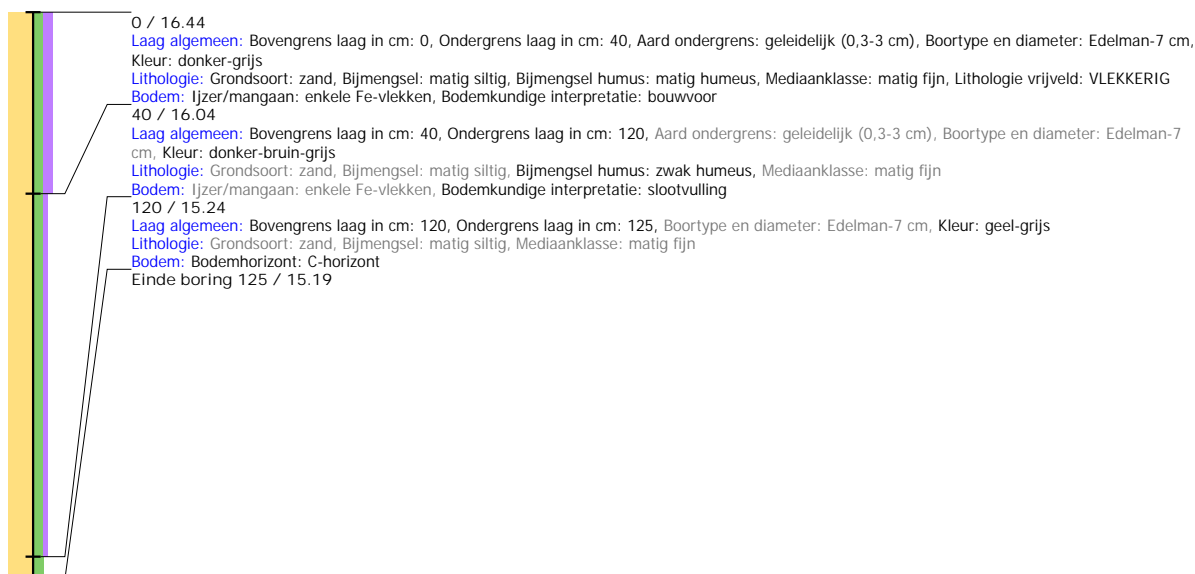 0 / 16.44
Laag algemeen: Bovengrens laag in cm: 0, Ondergrens laag in cm: 40, Aard ondergrens: geleidelijk (0,3-3 cm), Boortype en diameter: Edelman-7 cm,
Kleur: donker-grijs
Lithologie: Grondsoort: zand, Bijmengsel: matig siltig, Bijmengsel humus: matig humeus, Mediaanklasse: matig fijn, Lithologie vrijveld: VLEKKERIG
Bodem: Ijzer/mangaan: enkele Fe-vlekken, Bodemkundige interpretatie: bouwvoor
40 / 16.04
Laag algemeen: Bovengrens laag in cm: 40, Ondergrens laag in cm: 120, Aard ondergrens: geleidelijk (0,3-3 cm), Boortype en diameter: Edelman-7
cm, Kleur: donker-bruin-grijs
Lithologie: Grondsoort: zand, Bijmengsel: matig siltig, Bijmengsel humus: zwak humeus, Mediaanklasse: matig fijn
Bodem: Ijzer/mangaan: enkele Fe-vlekken, Bodemkundige interpretatie: slootvulling
120 / 15.24
Laag algemeen: Bovengrens laag in cm: 120, Ondergrens laag in cm: 125, Boortype en diameter: Edelman-7 cm, Kleur: geel-grijs
Lithologie: Grondsoort: zand, Bijmengsel: matig siltig, Mediaanklasse: matig fijn
Bodem: Bodemhorizont: C-horizont
Einde boring 125 / 15.19